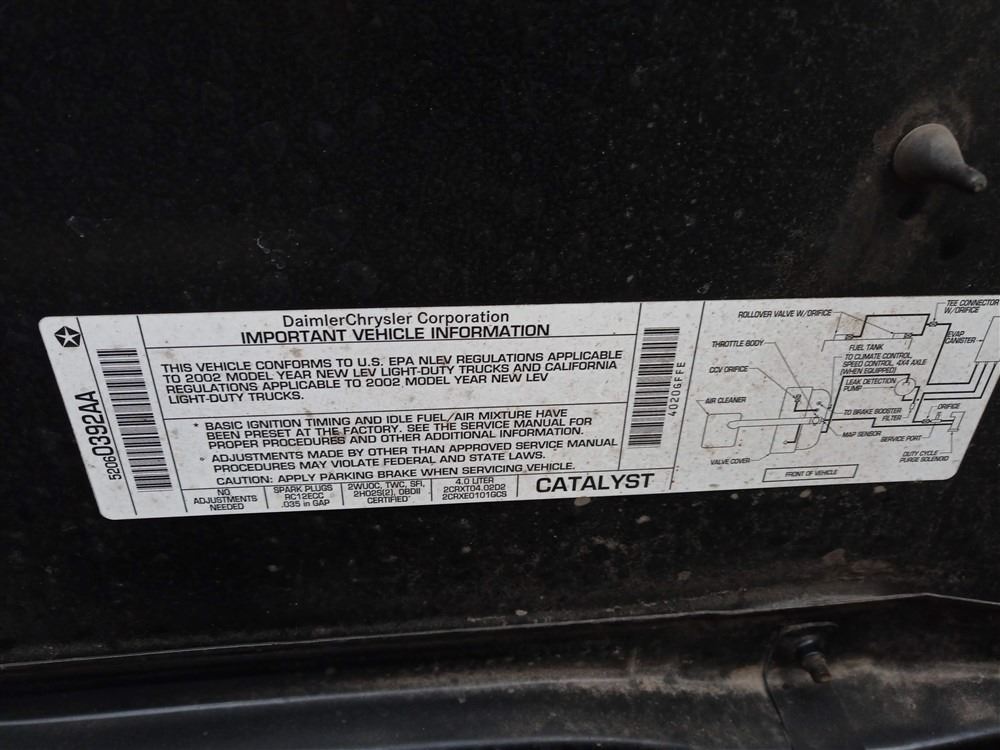 DaimlerChrysler Corporation
IMPORTANT VEHICLE INFORMATION
THIS VEHICLE CONFORMS TO U.S. EPA NLEV REGULATIONS APPLICABLE
TO 2002 MODEL YEAR NEW LEV LIGHT-DUTY TRUCKS AND CALIFORNIA
REGULATIONS APPLICABLE TO 2002 MODEL YEAR NEW LEV
LIGHT-DUTY TRUCKS.
* BASIC IGNITION TIMING AND IDLE FUEL/AIR MIXTURE HAVE
BEEN PRESET AT THE FACTORY. SEE THE SERVICE MANUAL FOR
PROPER PROCEDURES AND OTHER ADDITIONAL INFORMATION.
* ADJUSTMENTS MADE BY OTHER THAN APPROVED SERVICE MANUAL
PROCEDURES MAY VIOLATE FEDERAL AND STATE LAWS.
CAUTION: APPLY PARKING BRAKE WHEN SERVICING VEHICLE.
NO
ADJUSTMENTS
NEEDED
SPARK PLUGS
RC12ECC
.035 in GAP
2WUOC, TWC, SFI,
2HO2S(2), OBDII
CERTIFIED
4.0 LITER
2CRXT04.02D2
2CRXE0101GCS
CATALYST
52060392AA
40206FFE
ROLLOVER VALVE W/ORIFICE
TEE CONNECTOR
W/ORIFICE
THROTTLE BODY
FUEL TANK
EVAP
CANISTER
TO CLIMATE CONTROL,
SPEED CONTROL, 4X4 AXLE
(WHEN EQUIPPED)
CCV ORIFICE
LEAK DETECTION
PUMP
AIR CLEANER
TO BRAKE BOOSTER
FILTER
ORIFICE
MAP SENSOR
SERVICE PORT
VALVE COVER
DUTY CYCLE
PURGE SOLENOID
FRONT OF VEHICLE